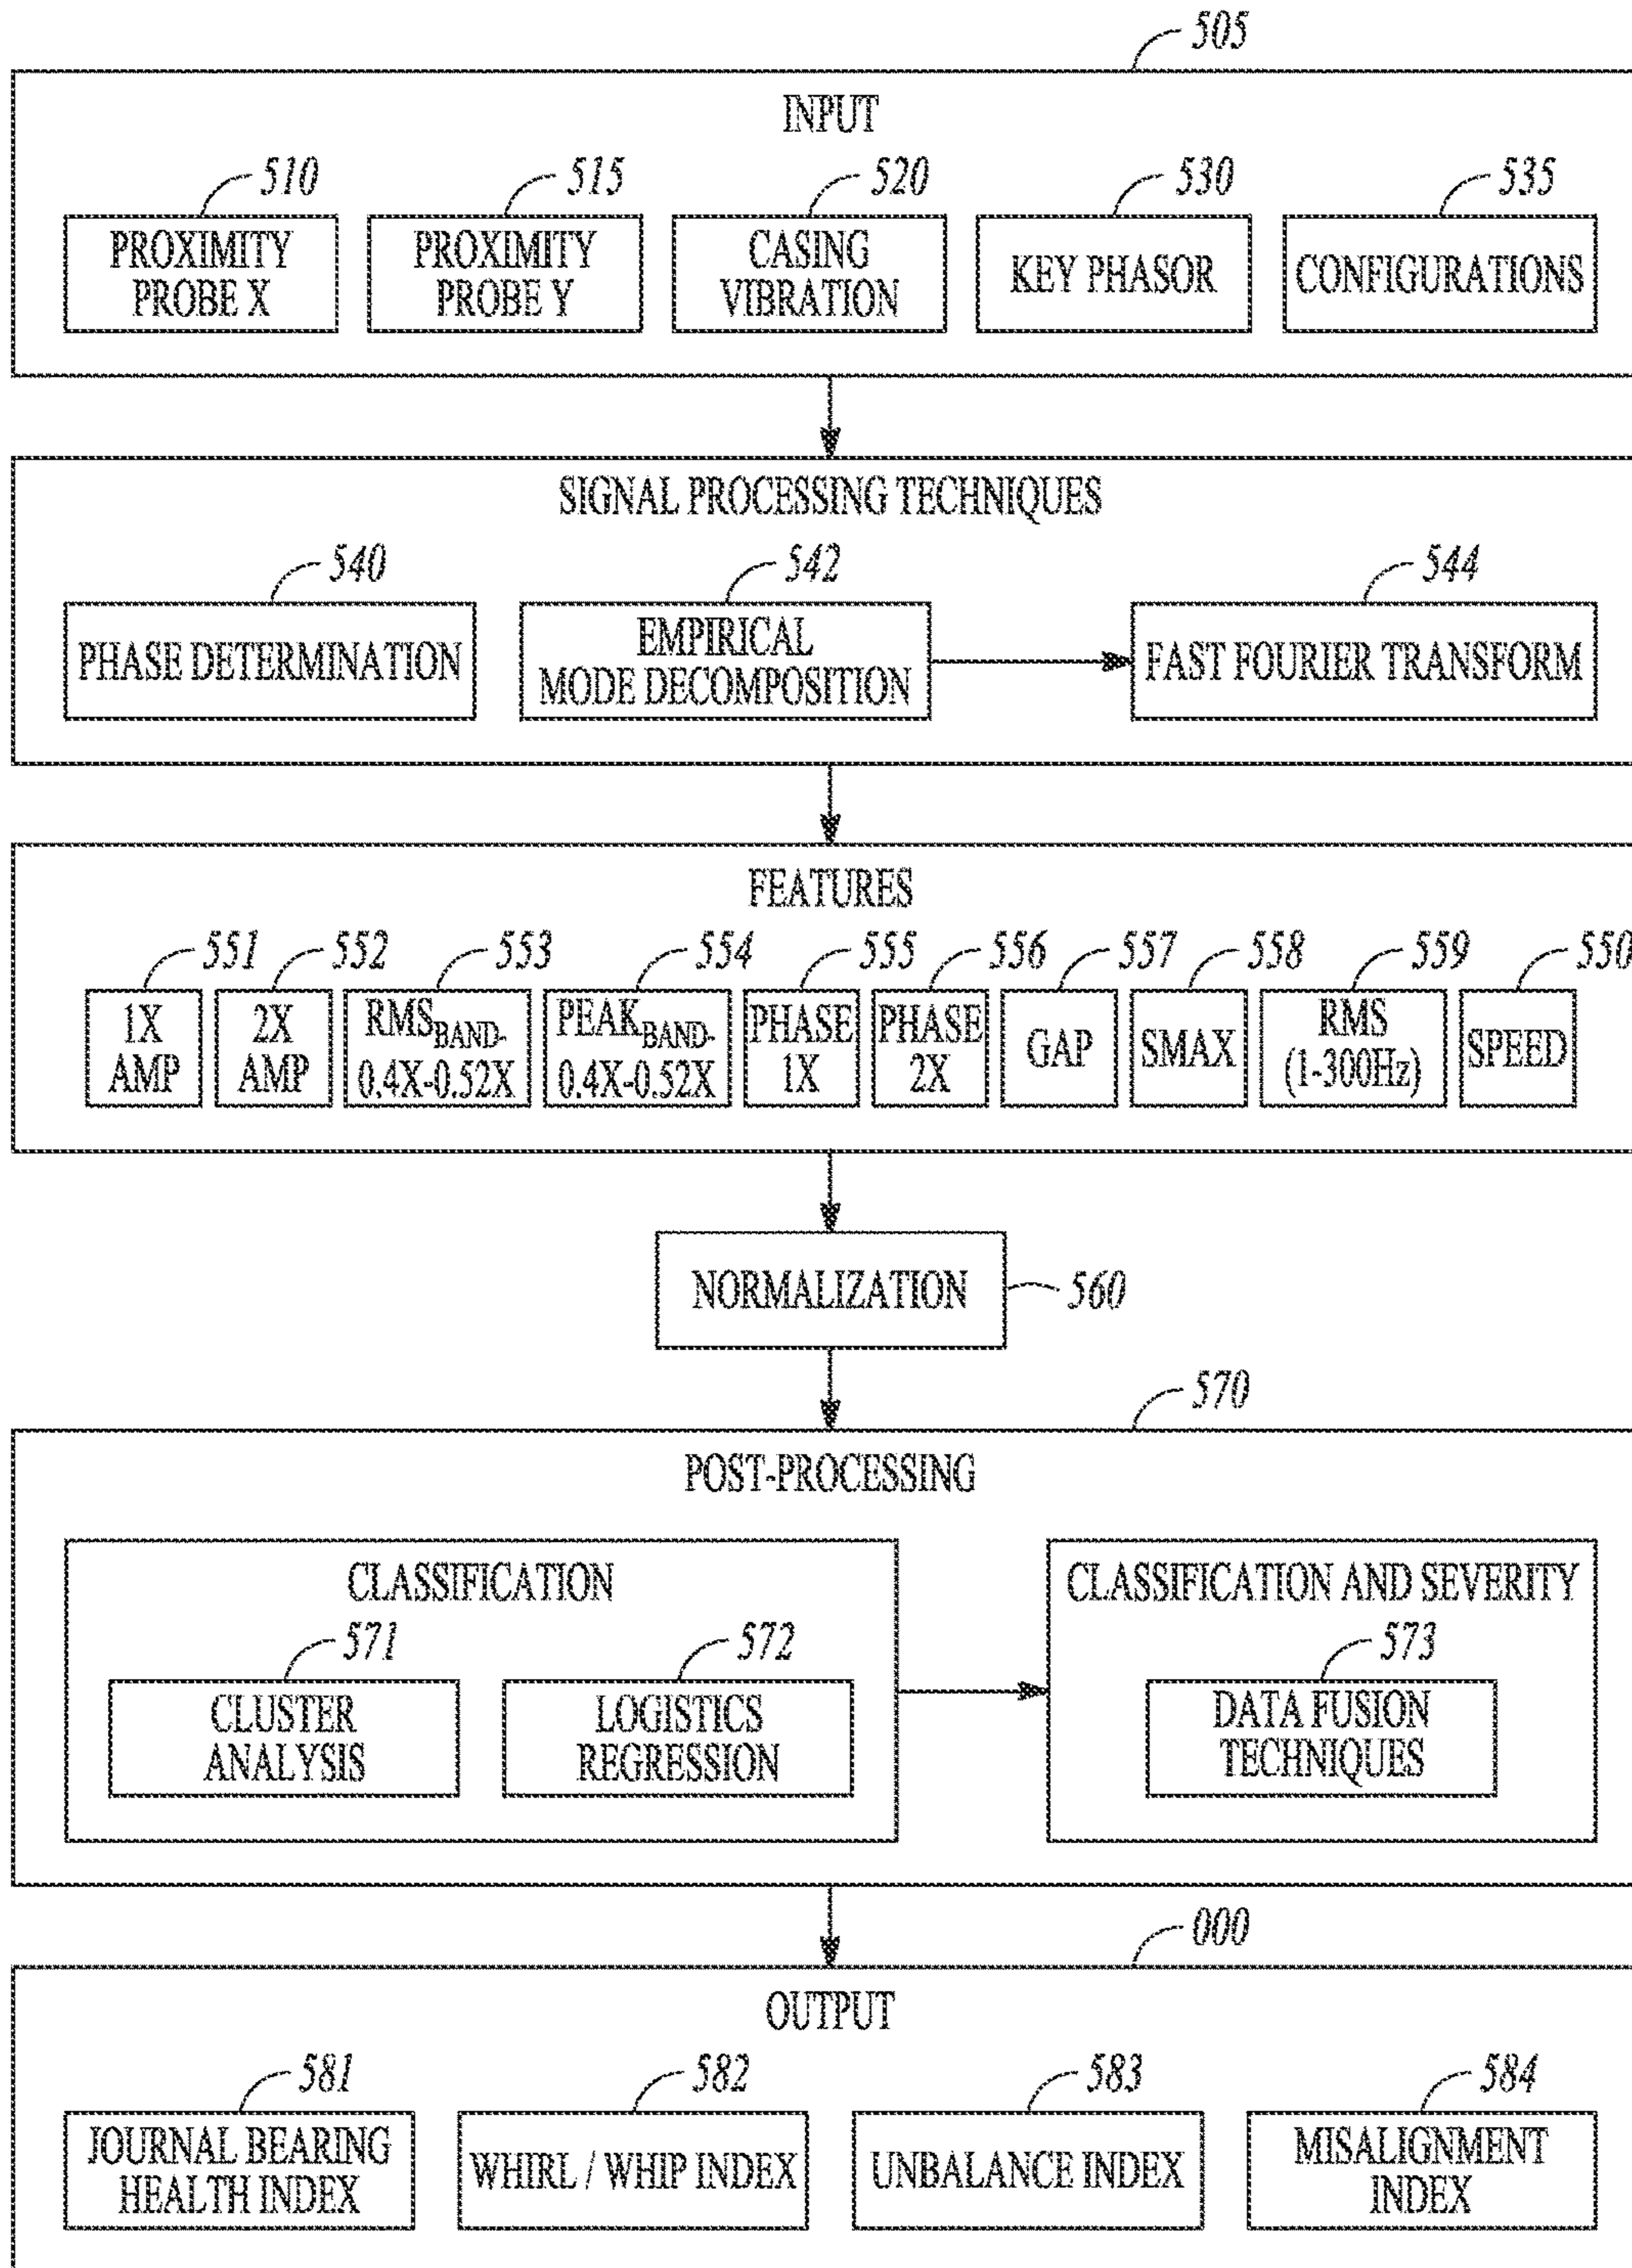 505
INPUT
510 515 520 530 535
PROXIMITY PROBE X
PROXIMITY PROBE Y
CASING VIBRATION
KEY PHASOR
CONFIGURATIONS
SIGNAL PROCESSING TECHNIQUES
540 542 544
PHASE DETERMINATION
EMPIRICAL
MODE DECOMPOSITION
FAST FOURIER TRANSFORM
FEATURES
551 552 553 554 555 556 557 558 559 550
1X
AMP
2X
AMP
RMSBAND-
0.4X-0.52X
PEAKBAND-
0.4X-0.52X
PHASE
1X
PHASE
2X
GAP
SMAX
RMS
(1-300Hz)
SPEED
NORMALIZATION
560
570
POST-PROCESSING
CLASSIFICATION
571 572
CLUSTER
ANALYSIS
LOGISTICS
REGRESSION
CLASSIFICATION AND SEVERITY
573
DATA FUSION
TECHNIQUES
000
OUTPUT
581 582 583 584
JOURNAL BEARING
HEALTH INDEX
WHIRL / WHIP INDEX
UNBALANCE INDEX
MISALIGNMENT
INDEX